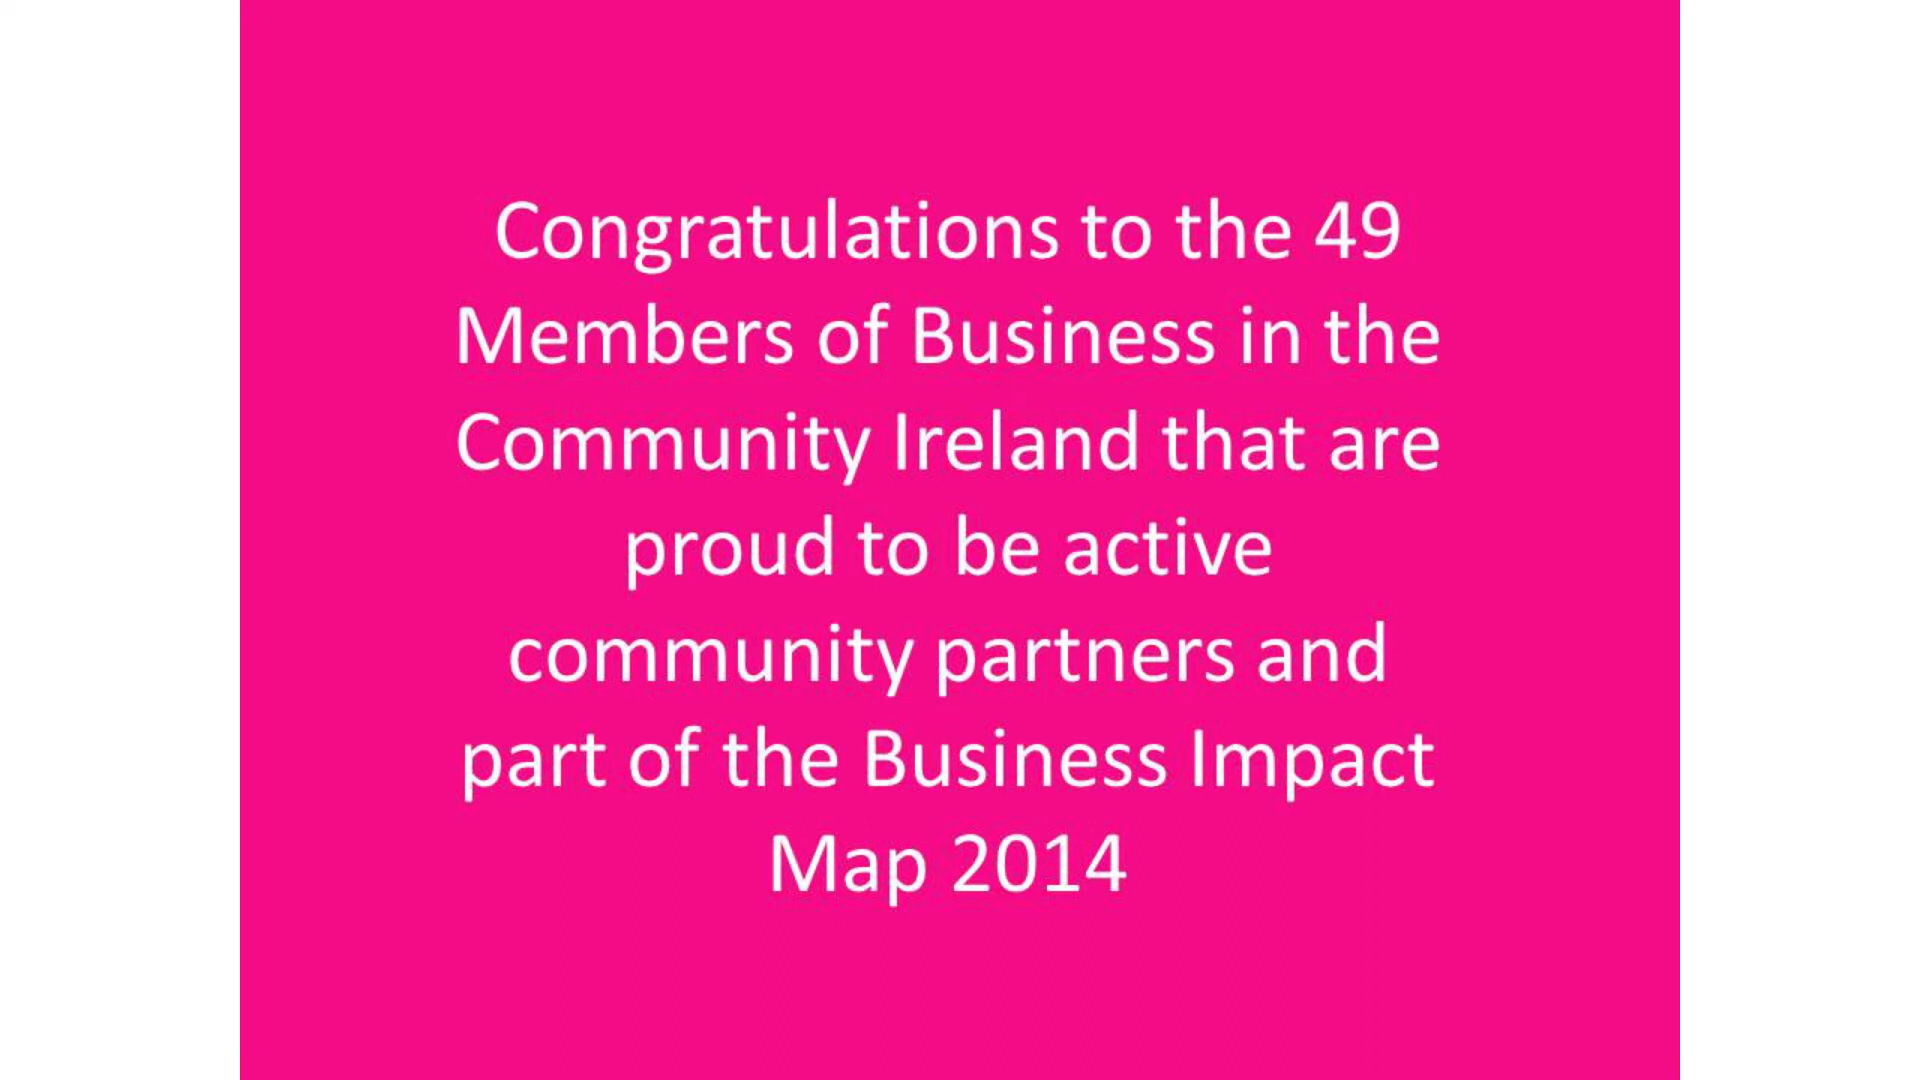 Congratulations to the 49
Members of Business in the
Community Ireland that are
proud to be active
community partners and
part of the Business Impact
Map 2014